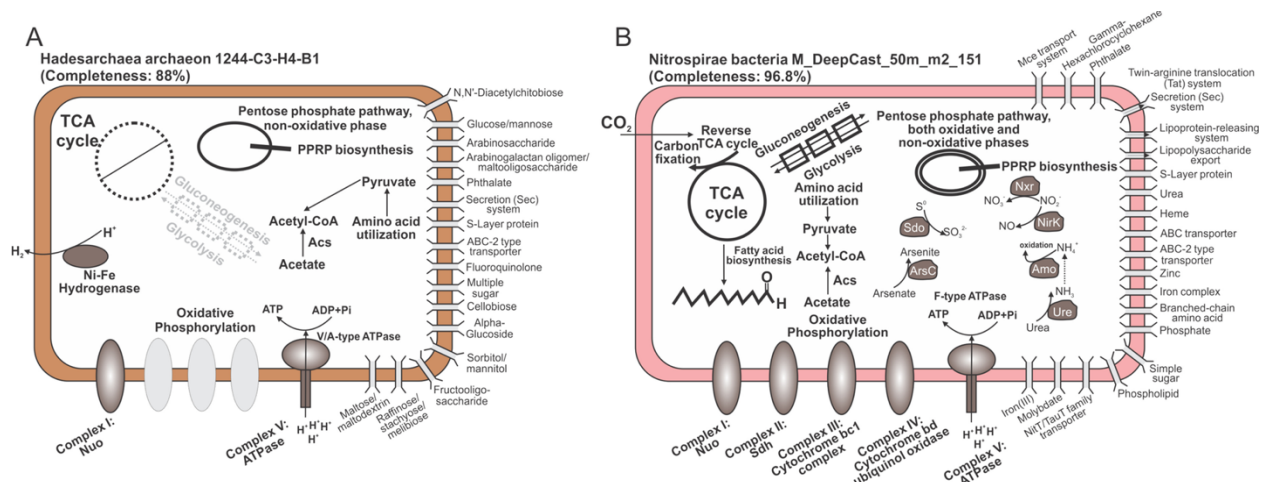 A
Hadesarchaea archaeon 1244-C3-H4-B1
(Completeness: 88%)
TCA
cycle
Pentose phosphate pathway,
non-oxidative phase
PPRP biosynthesis
Gluconeogenesis
Glycolysis
Pyruvate
Acetyl-CoA
Amino acid
utilization
Acs
Acetate
H₂
H⁺
Ni-Fe
Hydrogenase
Oxidative
Phosphorylation
ATP
ADP+Pi
V/A-type ATPase
Complex I:
Nuo
Complex V:
ATPase
H⁺ H⁺ H⁺
H⁺
N,N'-Diacetylchitobiose
Glucose/mannose
Arabinosaccharide
Arabinogalactan oligomer/
maltooligosaccharide
Phthalate
Secretion (Sec)
system
S-Layer protein
ABC-2 type
transporter
Fluoroquinolone
Multiple
sugar
Cellobiose
Alpha-
Glucoside
Sorbitol/
mannitol
Fructooligo-
saccharide
Raffinose/
stachyose/
melibiose
Maltose/
maltodextrin
B
Nitrospirae bacteria M_DeepCast_50m_m2_151
(Completeness: 96.8%)
CO₂
Carbon
fixation
Reverse
TCA cycle
TCA
cycle
Gluconeogenesis
Glycolysis
Pentose phosphate pathway,
both oxidative and
non-oxidative phases
PPRP biosynthesis
Amino acid
utilization
Pyruvate
Acetyl-CoA
Acs
Acetate
Fatty acid
biosynthesis
O
H
S⁰
Sdo
SO₃²⁻
Arsenite
ArsC
Arsenate
Nxr
NO₃⁻
NO₂⁻
NO
NirK
oxidation
NH₄⁺
Amo
NH₃
Ure
Urea
Oxidative
Phosphorylation
F-type ATPase
ATP
ADP+Pi
Complex I:
Nuo
Complex II:
Sdh
Complex III:
Cytochrome bc1
complex
Complex IV:
Cytochrome bd
ubiquinol oxidase
Complex V:
ATPase
H⁺ H⁺ H⁺
H⁺
Mce transport
system
Gamma-
Hexachlorocyclohexane
Phthalate
Twin-arginine translocation
(Tat) system
Secretion (Sec)
system
Lipoprotein-releasing
system
Lipopolysaccharide
export
S-Layer protein
Urea
Heme
ABC transporter
ABC-2 type
transporter
Zinc
Iron complex
Branched-chain
amino acid
Phosphate
Simple
sugar
Phospholipid
Iron(III)
Molybdate
NitT/TauT family
transporter